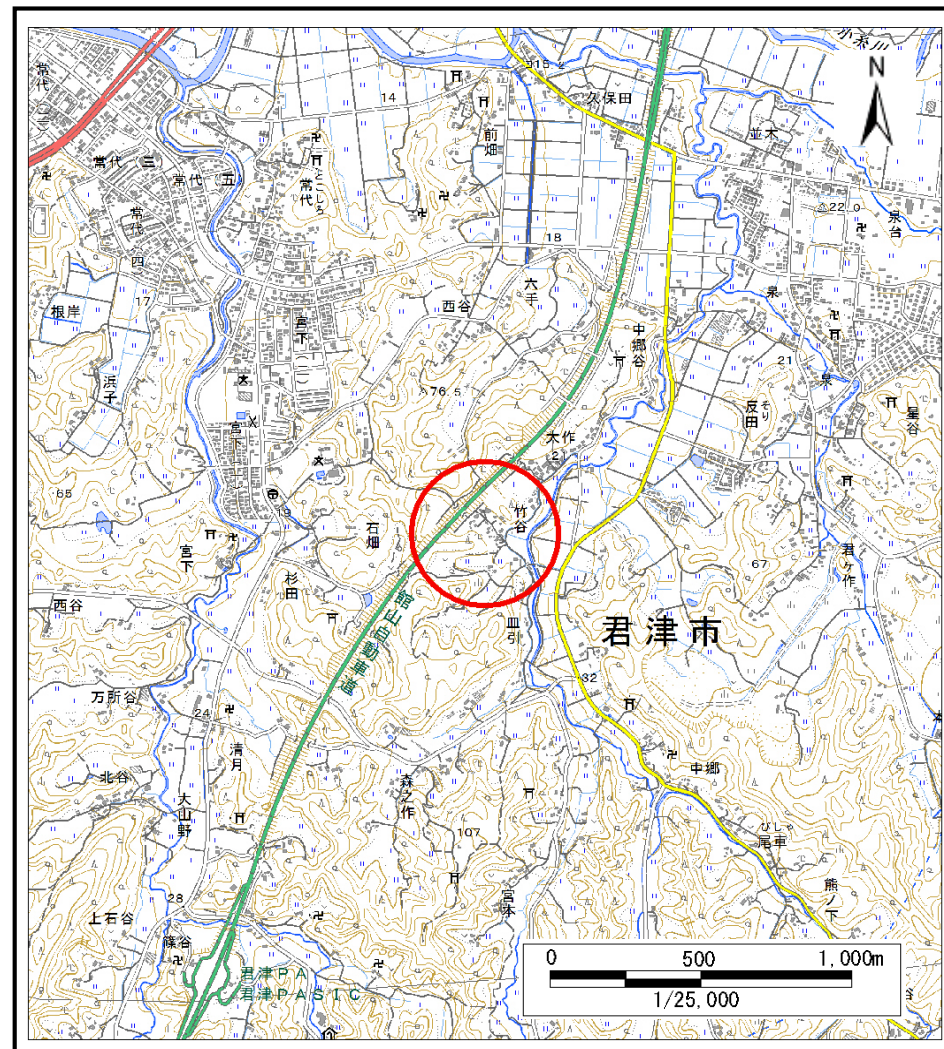 小糸川
常代二
14
15.2
久保田
N
前畑
並木
常代三
常代五
常代
とこしろ
22.0
泉台
常代四
18
六手
泉
17
根岸
西谷
宮下
中郷谷
21
泉
浜子
76.5
反田
そり
星谷
宮下
大作
65
竹谷
19
石畑
宮下
67
君ヶ作
杉田
西谷
皿引
君津市
館山自動車道
32
万所谷
24
清月
中郷
北谷
大山野
森之作
107
びしゃ
尾車
熊ノ下
28
宮本
上石谷
篠谷
君津PA
君津PASIC
0 500 1,000m
1/25,000